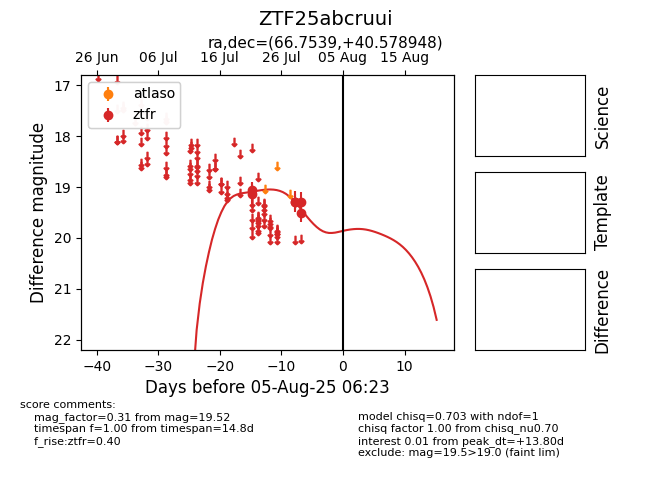 ZTF25abcruui
ra,dec=(66.7539,+40.578948)
26 Jun 06 Jul 16 Jul 26 Jul 05 Aug 15 Aug
atlaso
ztfr
17
18
19
20
21
22
Difference magnitude
−40 −30 −20 −10 0 10
Days before 05-Aug-25 06:23
Science
Template
Difference
score comments:
mag_factor=0.31 from mag=19.52
timespan f=1.00 from timespan=14.8d
f_rise:ztfr=0.40
model chisq=0.703 with ndof=1
chisq factor 1.00 from chisq_nu0.70
interest 0.01 from peak_dt=+13.80d
exclude: mag=19.5>19.0 (faint lim)